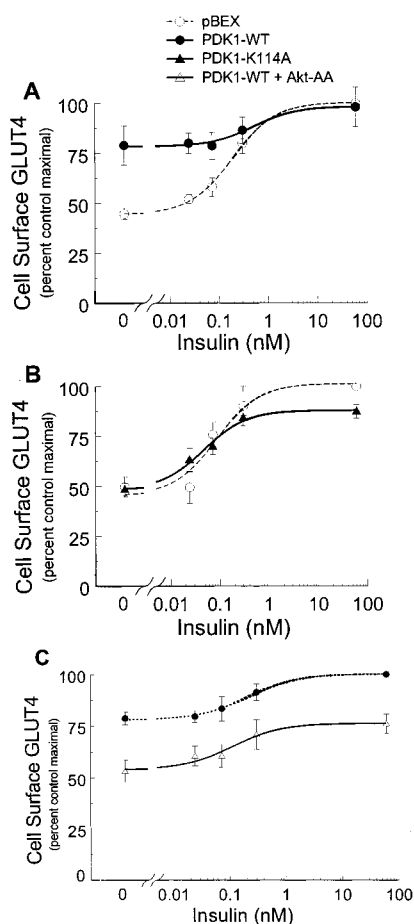 pBEX
PDK1-WT
PDK1-K114A
PDK1-WT + Akt-AA
A
Cell Surface GLUT4
(percent control maximal)
100
75
50
25
0
0 0.01 0.1 1 10 100
Insulin (nM)
B
Cell Surface GLUT4
(percent control maximal)
100
75
50
25
0
0 0.01 0.1 1 10 100
Insulin (nM)
C
Cell Surface GLUT4
(percent control maximal)
100
75
50
25
0
0 0.01 0.1 1 10 100
Insulin (nM)